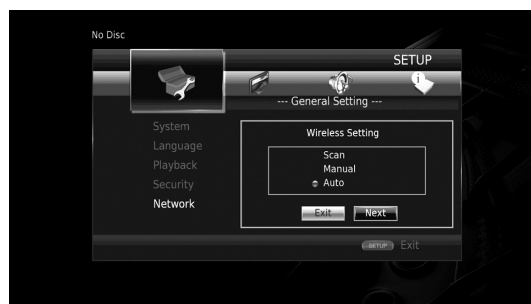 No Disc
SETUP
--- General Setting ---
System
Language
Playback
Security
Network
Wireless Setting
Scan
Manual
Auto
Exit Next
SETUP Exit